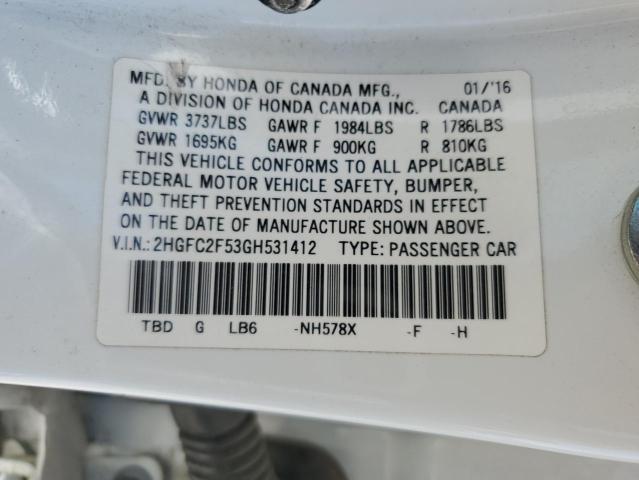 MFD. BY HONDA OF CANADA MFG., 01/'16
A DIVISION OF HONDA CANADA INC. CANADA
GVWR 3737LBS GAWR F 1984LBS R 1786LBS
GVWR 1695KG GAWR F 900KG R 810KG
THIS VEHICLE CONFORMS TO ALL APPLICABLE
FEDERAL MOTOR VEHICLE SAFETY, BUMPER,
AND THEFT PREVENTION STANDARDS IN EFFECT
ON THE DATE OF MANUFACTURE SHOWN ABOVE.
V.I.N.: 2HGFC2F53GH531412 TYPE: PASSENGER CAR
TBD G LB6 -NH578X -F -H